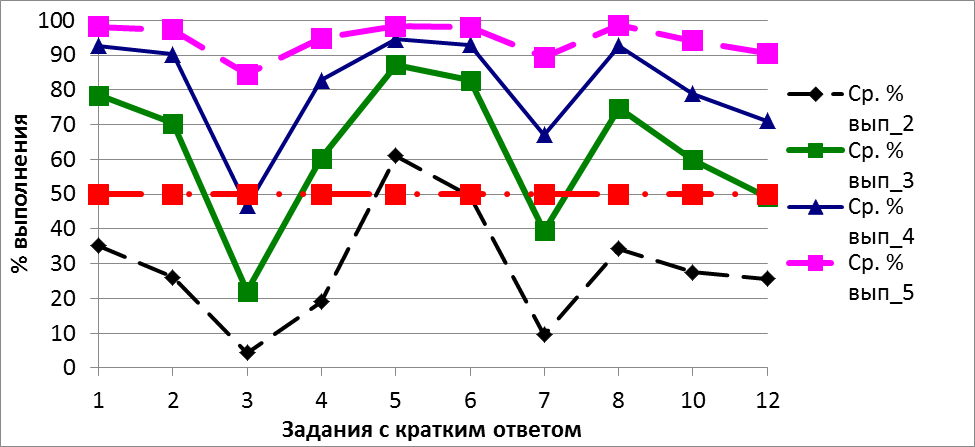 100
90
80
70
60
50
40
30
20
10
0
% выполнения
1 2 3 4 5 6 7 8 10 12
Задания с кратким ответом
Ср. %
вып_2
Ср. %
вып_3
Ср. %
вып_4
Ср. %
вып_5